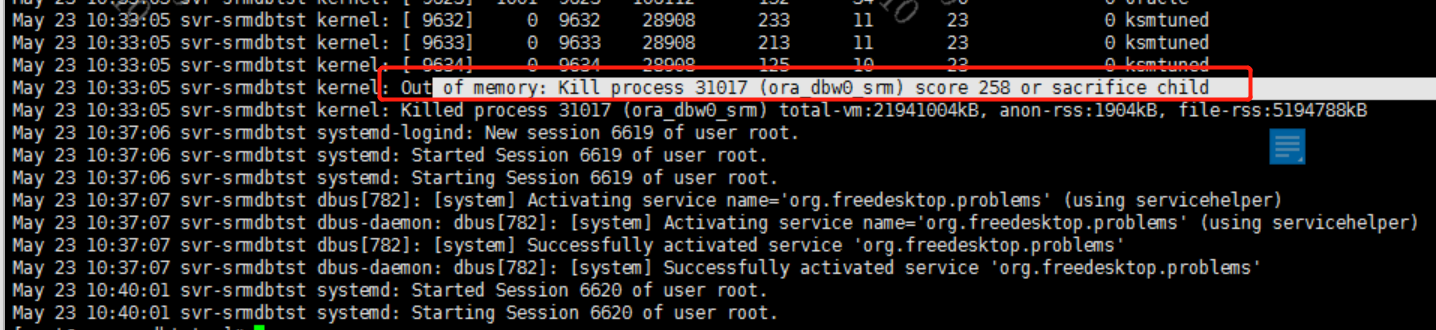 May 23 10:33:05 svr-srmdbtst kernel: [ 9632]     0  9632    28908      233      11       23             0 ksmtuned
May 23 10:33:05 svr-srmdbtst kernel: [ 9633]     0  9633    28908      213      11       23             0 ksmtuned
May 23 10:33:05 svr-srmdbtst kernel: [ 9634]     0  9634    28908      125      10       23             0 ksmtuned
May 23 10:33:05 svr-srmdbtst kernel: Out of memory: Kill process 31017 (ora_dbw0_srm) score 258 or sacrifice child
May 23 10:33:05 svr-srmdbtst kernel: Killed process 31017 (ora_dbw0_srm) total-vm:21941004kB, anon-rss:1904kB, file-rss:5194788kB
May 23 10:37:06 svr-srmdbtst systemd-logind: New session 6619 of user root.
May 23 10:37:06 svr-srmdbtst systemd: Started Session 6619 of user root.
May 23 10:37:06 svr-srmdbtst systemd: Starting Session 6619 of user root.
May 23 10:37:07 svr-srmdbtst dbus[782]: [system] Activating service name='org.freedesktop.problems' (using servicehelper)
May 23 10:37:07 svr-srmdbtst dbus-daemon: dbus[782]: [system] Activating service name='org.freedesktop.problems' (using servicehelper)
May 23 10:37:07 svr-srmdbtst dbus[782]: [system] Successfully activated service 'org.freedesktop.problems'
May 23 10:37:07 svr-srmdbtst dbus-daemon: dbus[782]: [system] Successfully activated service 'org.freedesktop.problems'
May 23 10:40:01 svr-srmdbtst systemd: Started Session 6620 of user root.
May 23 10:40:01 svr-srmdbtst systemd: Starting Session 6620 of user root.